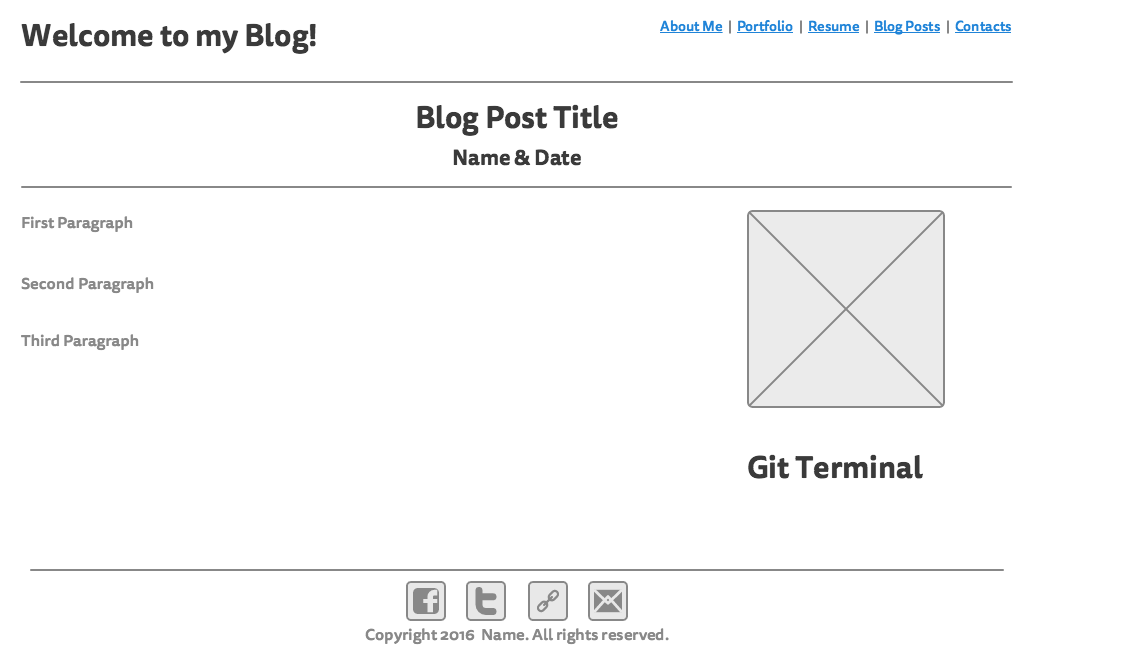 Welcome to my Blog!
About Me | Portfolio | Resume | Blog Posts | Contacts
Blog Post Title
Name & Date
First Paragraph
Second Paragraph
Third Paragraph
Git Terminal
Copyright 2016 Name. All rights reserved.